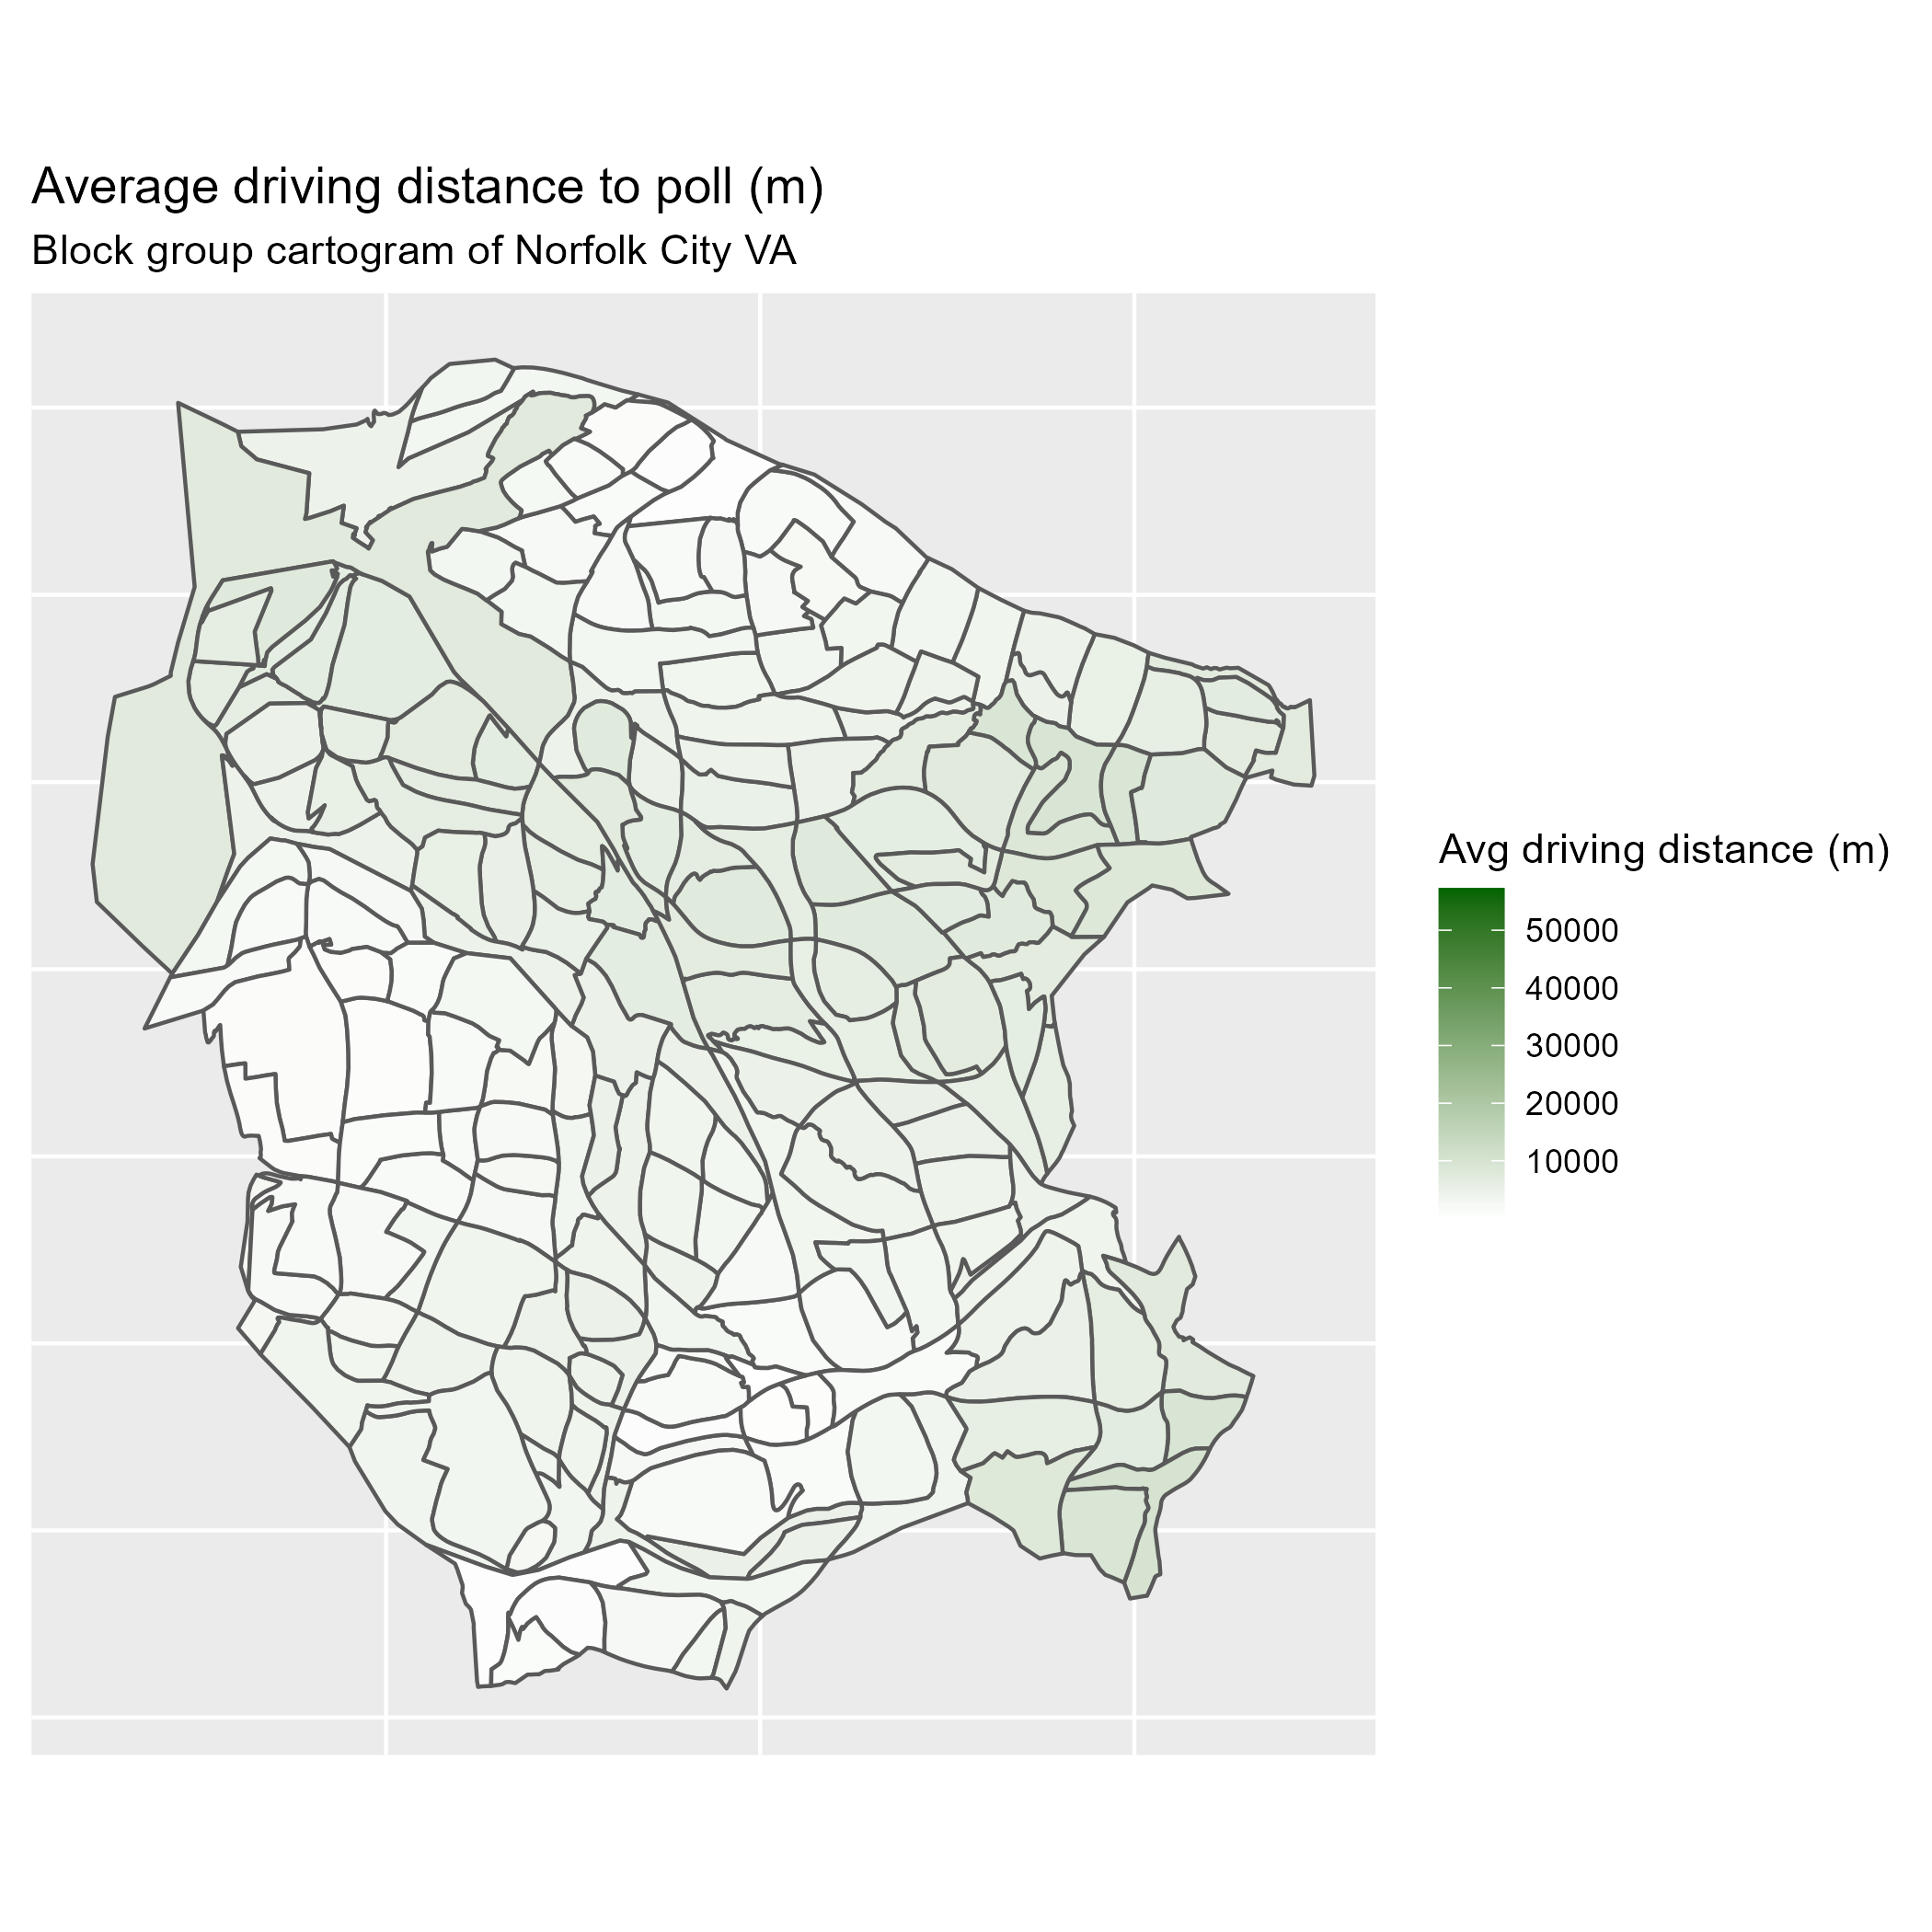 Average driving distance to poll (m)
Block group cartogram of Norfolk City VA
Avg driving distance (m)
50000
40000
30000
20000
10000